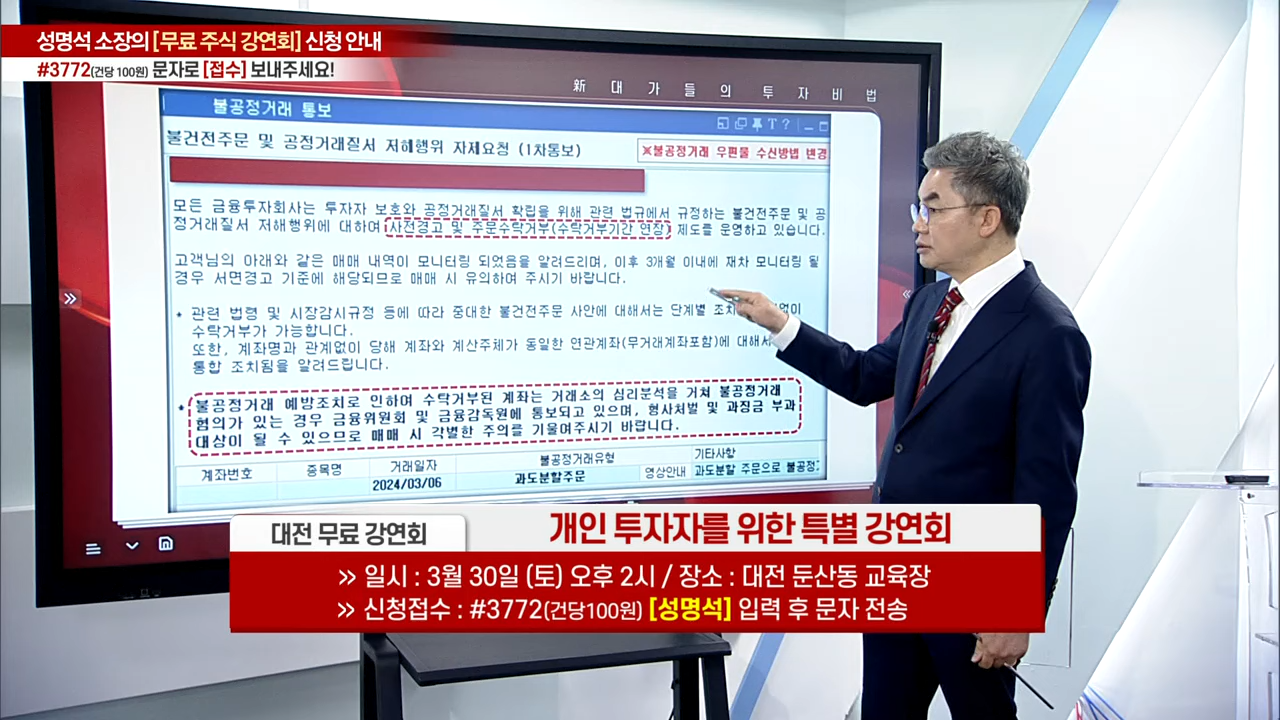 성명석 소장의 [무료 주식 강연회] 신청 안내
#3772(건당 100원) 문자로 [접수] 보내주세요!
新 대 가 들 의 투 자 비 법
불공정거래 통보
불건전주문 및 공정거래질서 저해행위 자제요청 (1차통보)
※불공정거래 우편물 수신방법 변경
모든 금융투자회사는 투자자 보호와 공정거래질서 확립을 위해 관련 법규에서 규정하는 불건전주문 및 공
정거래질서 저해행위에 대하여 사전경고 및 주문수탁거부(수탁거부기간 연장) 제도를 운영하고 있습니다.
고객님의 아래와 같은 매매 내역이 모니터링 되었음을 알려드리며, 이후 3개월 이내에 재차 모니터링 될
경우 서면경고 기준에 해당되므로 매매 시 유의하여 주시기 바랍니다.
* 관련 법령 및 시장감시규정 등에 따라 중대한 불건전주문 사안에 대해서는 단계별 조치
수탁거부가 가능합니다.
또한, 계좌명과 관계없이 당해 계좌와 계산주체가 동일한 연관계좌(무거래계좌포함)에 대해서
통합 조치됨을 알려드립니다.
* 불공정거래 예방조치로 인하여 수탁거부된 계좌는 거래소의 심리분석을 거쳐 불공정거래
혐의가 있는 경우 금융위원회 및 금융감독원에 통보되고 있으며, 형사처벌 및 과징금 부과
대상이 될 수 있으므로 매매 시 각별한 주의를 기울여주시기 바랍니다.
계좌번호 종목명 거래일자 불공정거래유형 기타사항
2024/03/06 과도분할주문 영상안내 과도분할 주문으로 불공정
대전 무료 강연회 개인 투자자를 위한 특별 강연회
» 일시 : 3월 30일 (토) 오후 2시 / 장소 : 대전 둔산동 교육장
» 신청접수 : #3772(건당100원) [성명석] 입력 후 문자 전송